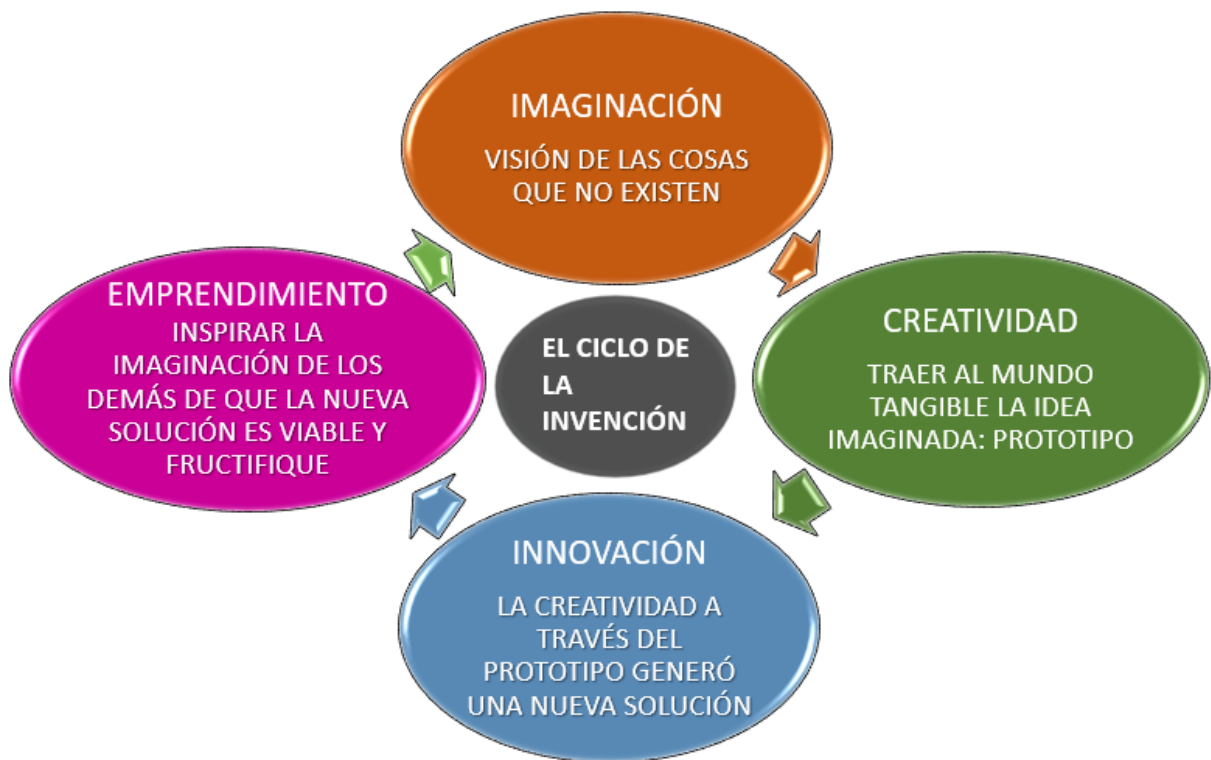 IMAGINACIÓN
VISIÓN DE LAS COSAS
QUE NO EXISTEN
EMPRENDIMIENTO
INSPIRAR LA
IMAGINACIÓN DE LOS
DEMÁS DE QUE LA NUEVA
SOLUCIÓN ES VIABLE Y
FRUCTIFIQUE
EL CICLO DE
LA
INVENCIÓN
CREATIVIDAD
TRAER AL MUNDO
TANGIBLE LA IDEA
IMAGINADA: PROTOTIPO
INNOVACIÓN
LA CREATIVIDAD A
TRAVÉS DEL
PROTOTIPO GENERÓ
UNA NUEVA SOLUCIÓN